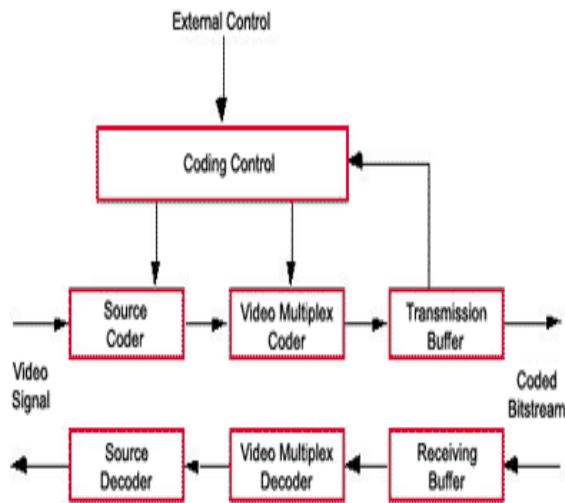 External Control
Coding Control
Source
Coder
Video Multiplex
Coder
Transmission
Buffer
Video
Signal
Coded
Bitstream
Source
Decoder
Video Multiplex
Decoder
Receiving
Buffer